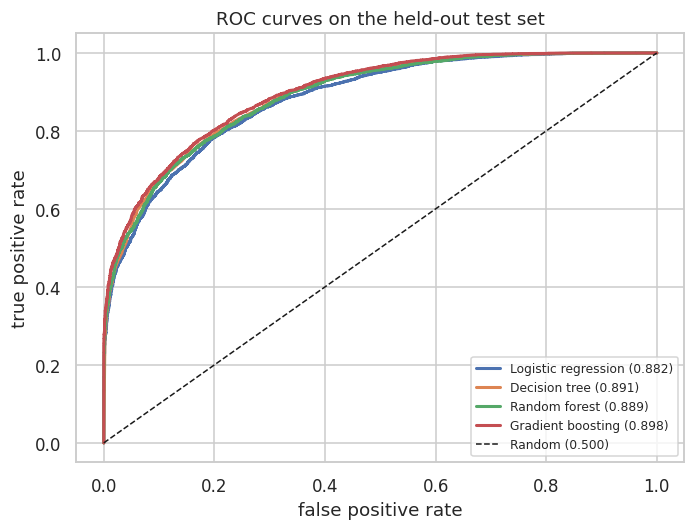 ROC curves on the held-out test set
true positive rate
1.0
0.8
0.6
0.4
0.2
0.0
0.0 0.2 0.4 0.6 0.8 1.0
false positive rate
Logistic regression (0.882)
Decision tree (0.891)
Random forest (0.889)
Gradient boosting (0.898)
Random (0.500)